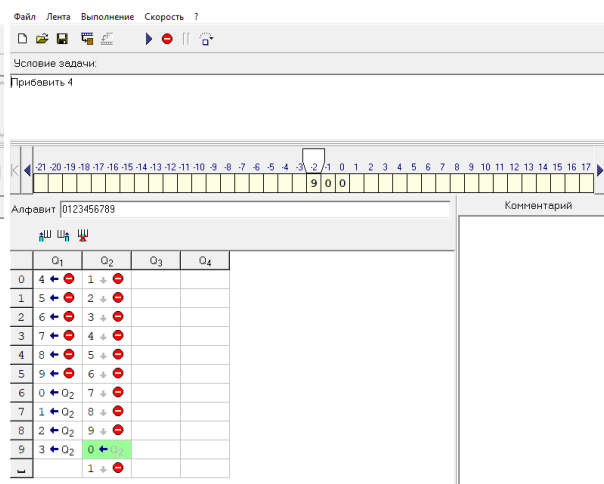 Файл Лента Выполнение Скорость ?
Условие задачи:
Прибавить 4
-21 -20 -19 -18 -17 -16 -15 -14 -13 -12 -11 -10 -9 -8 -7 -6 -5 -4 -3 -2 -1 0 1 2 3 4 5 6 7 8 9 10 11 12 13 14 15 16 17
9 0 0
Алфавит 0123456789
Комментарий
Q1 Q2 Q3 Q4
0 4 ← 1 ↓
1 5 ← 2 ↓
2 6 ← 3 ↓
3 7 ← 4 ↓
4 8 ← 5 ↓
5 9 ← 6 ↓
6 0 ← Q2 7 ↓
7 1 ← Q2 8 ↓
8 2 ← Q2 9 ↓
9 3 ← Q2 0 ← Q2
␣ 1 ↓